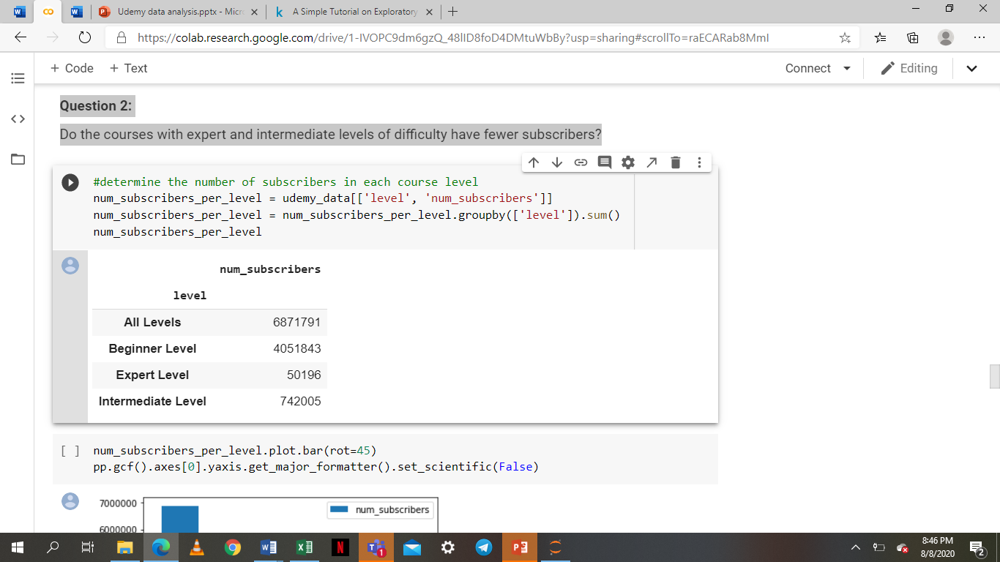 Udemy data analysis.pptx - Micr
A Simple Tutorial on Exploratory
https://colab.research.google.com/drive/1-IVOPC9dm6gzQ_48lID8foD4DMtuWbBy?usp=sharing#scrollTo=raECARab8MmI
+ Code + Text
Connect
Editing
Question 2:
Do the courses with expert and intermediate levels of difficulty have fewer subscribers?
#determine the number of subscribers in each course level
num_subscribers_per_level = udemy_data[['level', 'num_subscribers']]
num_subscribers_per_level = num_subscribers_per_level.groupby(['level']).sum()
num_subscribers_per_level
num_subscribers
level
All Levels 6871791
Beginner Level 4051843
Expert Level 50196
Intermediate Level 742005
[ ] num_subscribers_per_level.plot.bar(rot=45)
pp.gcf().axes[0].yaxis.get_major_formatter().set_scientific(False)
7000000
num_subscribers
6000000
8:46 PM
8/8/2020
2